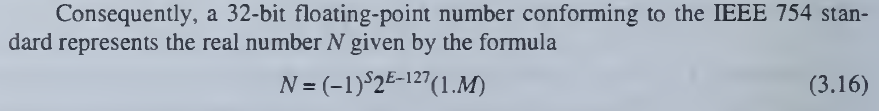 Consequently, a 32-bit floating-point number conforming to the IEEE 754 stan-
dard represents the real number N given by the formula
N = (−1)^S 2^{E−127}(1.M) (3.16)